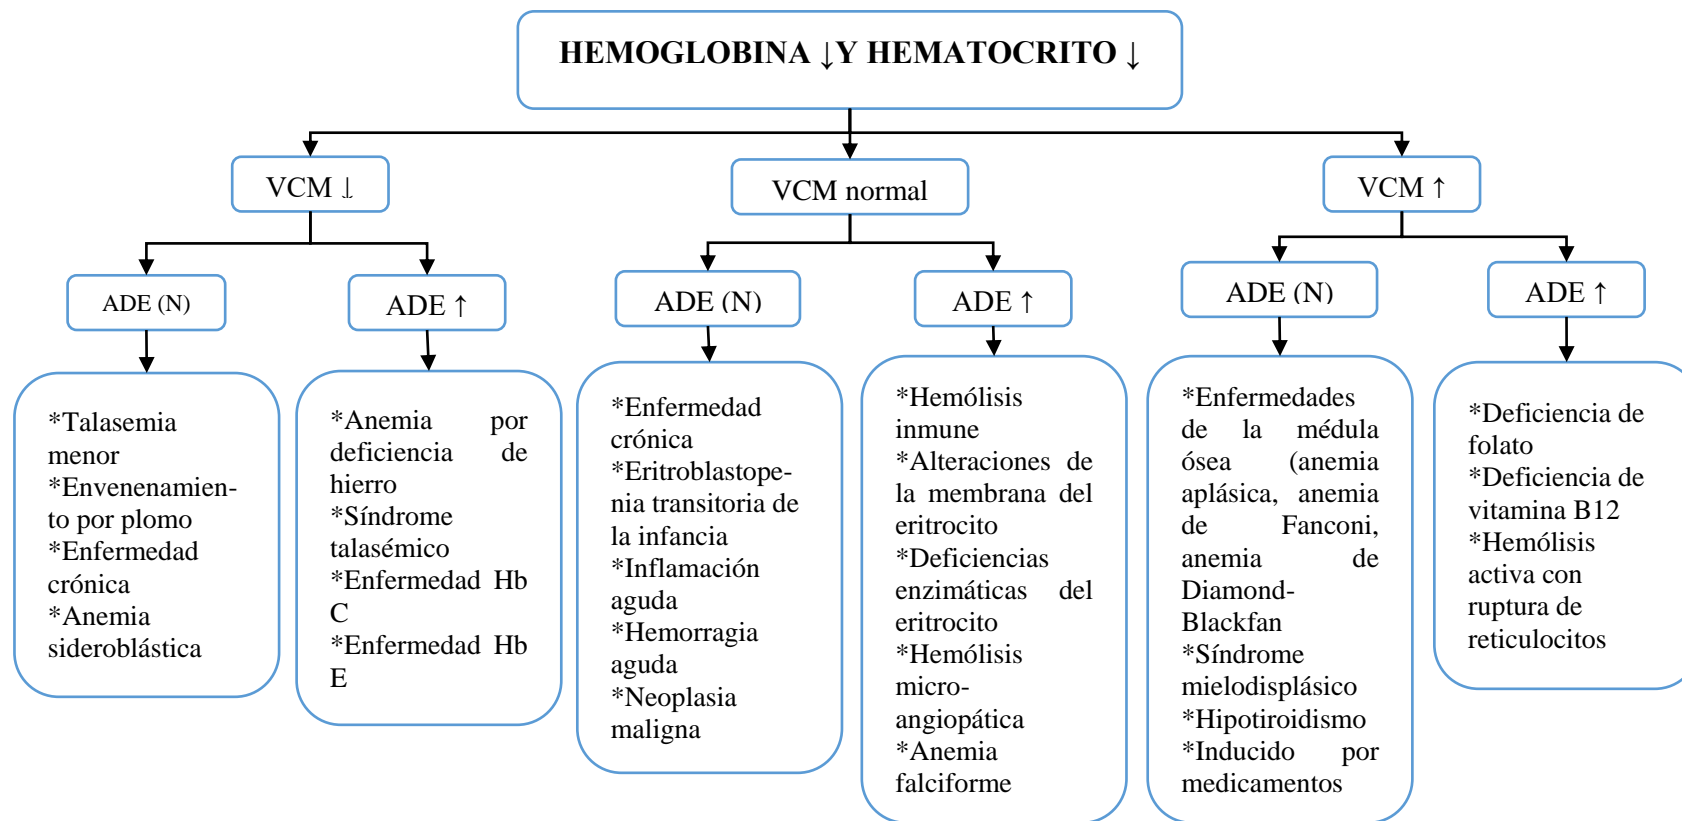 HEMOGLOBINA ↓Y HEMATOCRITO ↓
VCM ↓
VCM normal
VCM ↑
ADE (N)
ADE ↑
ADE (N)
ADE ↑
ADE (N)
ADE ↑
*Talasemia
menor
*Envenenamien-
to por plomo
*Enfermedad
crónica
*Anemia
sideroblástica
*Anemia por
deficiencia de
hierro
*Síndrome
talasémico
*Enfermedad Hb
C
*Enfermedad Hb
E
*Enfermedad
crónica
*Eritroblastope-
nia transitoria de
la infancia
*Inflamación
aguda
*Hemorragia
aguda
*Neoplasia
maligna
*Hemólisis
inmune
*Alteraciones de
la membrana del
eritrocito
*Deficiencias
enzimáticas del
eritrocito
*Hemólisis
micro-
angiopática
*Anemia
falciforme
*Enfermedades
de la médula
ósea (anemia
aplásica, anemia
de Fanconi,
anemia de
Diamond-
Blackfan
*Síndrome
mielodisplásico
*Hipotiroidismo
*Inducido por
medicamentos
*Deficiencia de
folato
*Deficiencia de
vitamina B12
*Hemólisis
activa con
ruptura de
reticulocitos